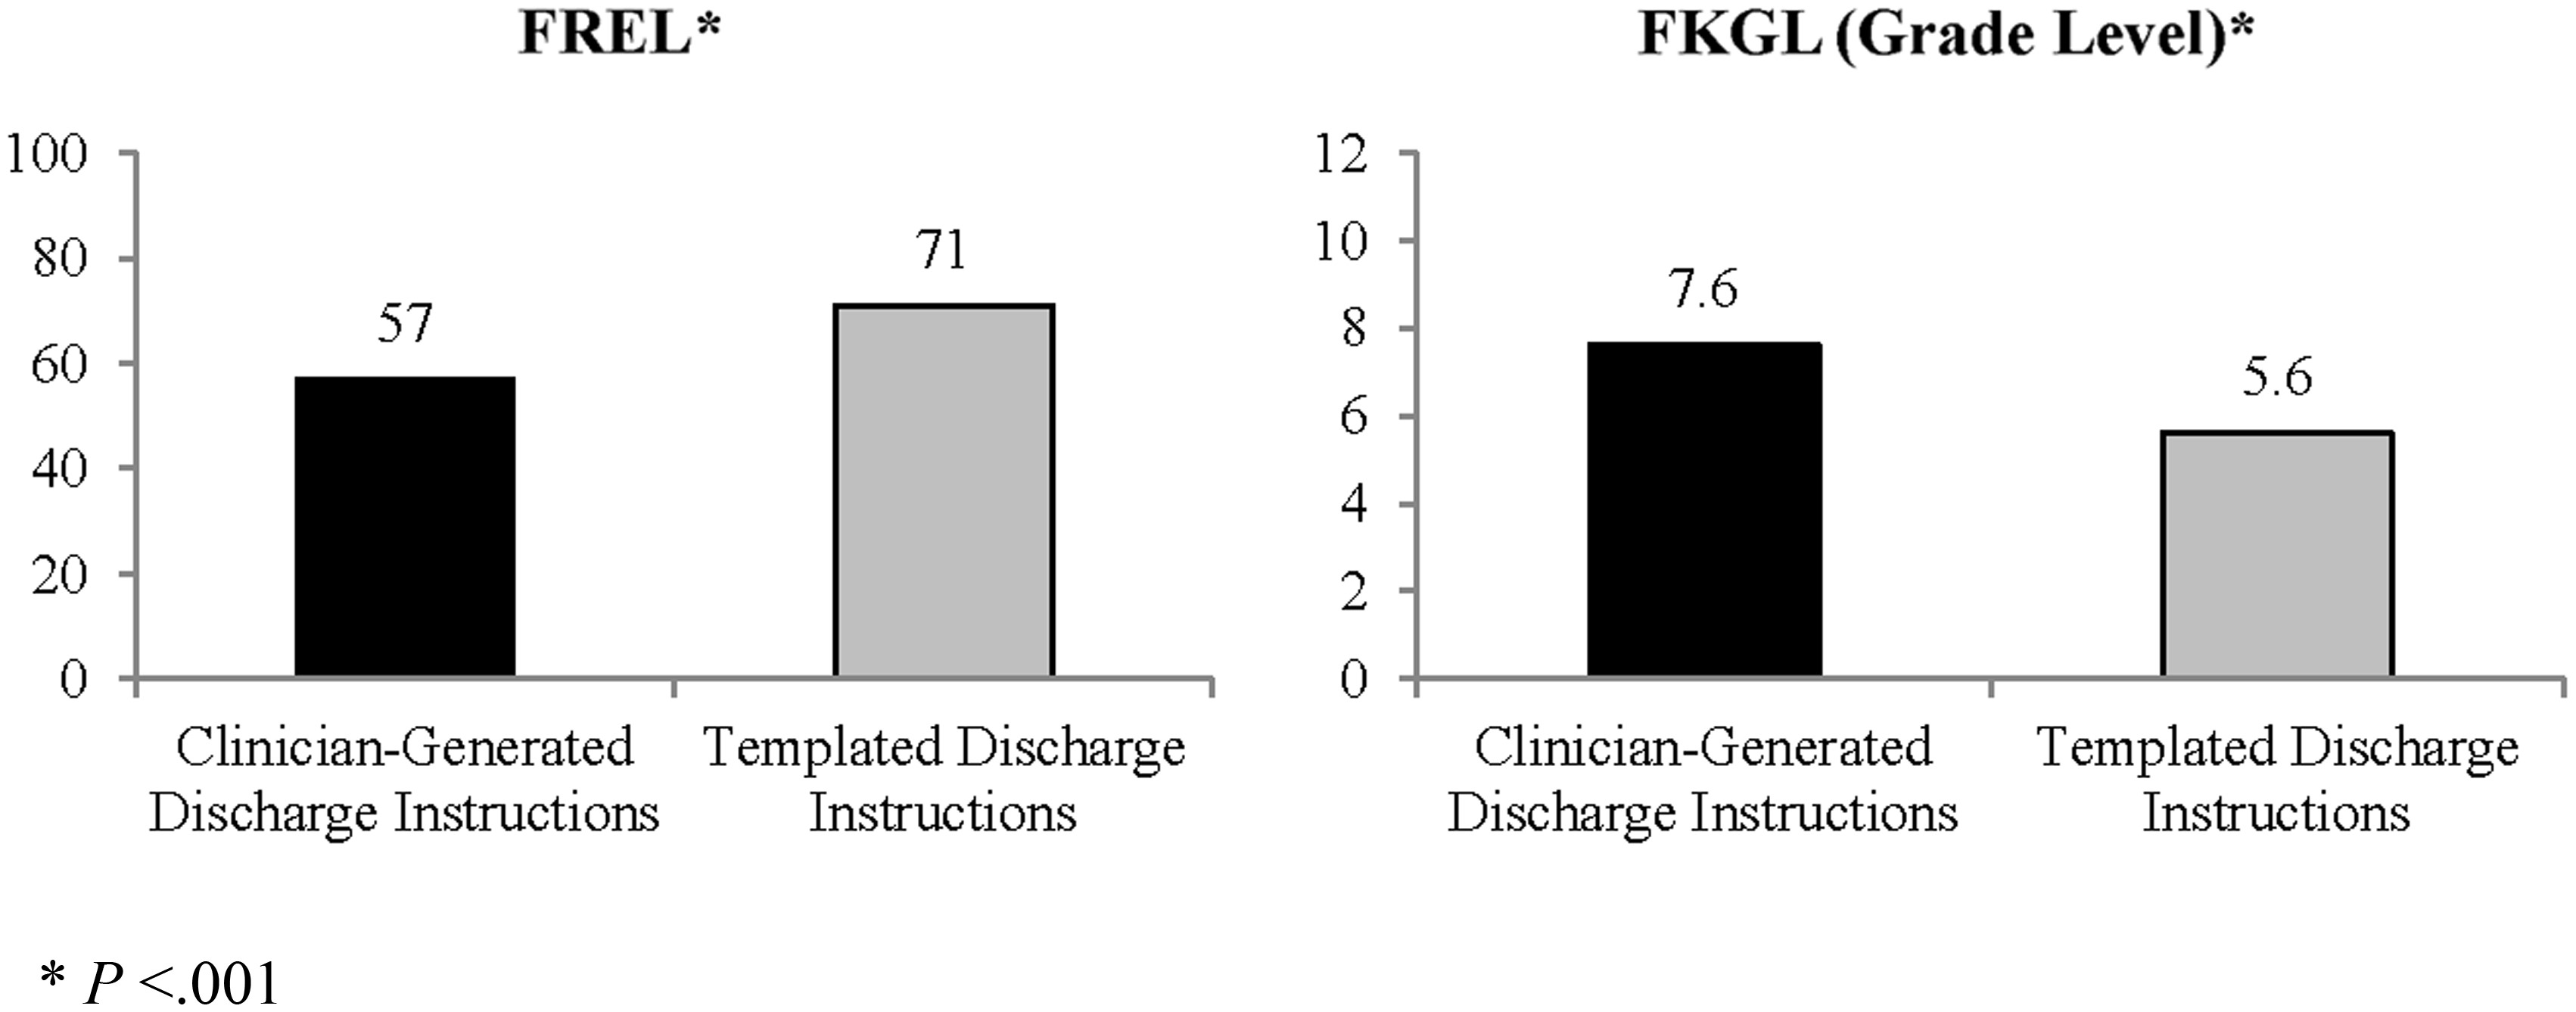 FREL*
100
80
60
40
20
0
57
71
Clinician-Generated
Discharge Instructions
Templated Discharge
Instructions
FKGL (Grade Level)*
12
10
8
6
4
2
0
7.6
5.6
Clinician-Generated
Discharge Instructions
Templated Discharge
Instructions
* P <.001